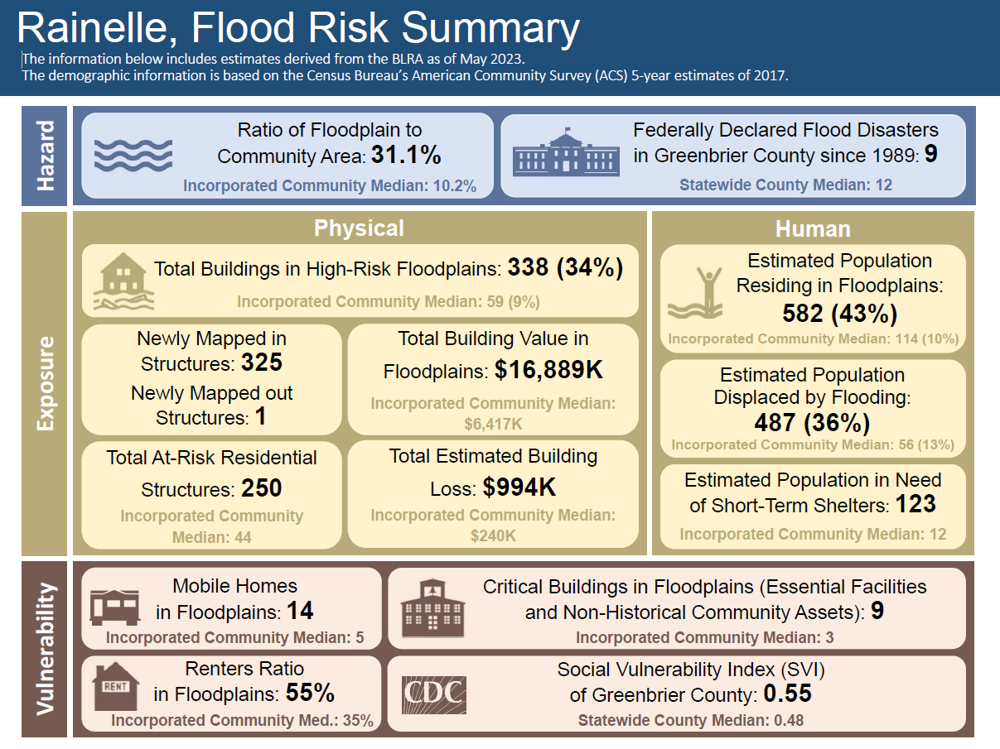 Rainelle, Flood Risk Summary
The information below includes estimates derived from the BLRA as of May 2023.
The demographic information is based on the Census Bureau's American Community Survey (ACS) 5-year estimates of 2017.
Hazard
Ratio of Floodplain to
Community Area: 31.1%
Incorporated Community Median: 10.2%
Federally Declared Flood Disasters
in Greenbrier County since 1989: 9
Statewide County Median: 12
Exposure
Physical
Total Buildings in High-Risk Floodplains: 338 (34%)
Incorporated Community Median: 59 (9%)
Newly Mapped in
Structures: 325
Newly Mapped out
Structures: 1
Total Building Value in
Floodplains: $16,889K
Incorporated Community Median:
$6,417K
Total At-Risk Residential
Structures: 250
Incorporated Community
Median: 44
Total Estimated Building
Loss: $994K
Incorporated Community Median:
$240K
Human
Estimated Population
Residing in Floodplains:
582 (43%)
Incorporated Community Median: 114 (10%)
Estimated Population
Displaced by Flooding:
487 (36%)
Incorporated Community Median: 56 (13%)
Estimated Population in Need
of Short-Term Shelters: 123
Incorporated Community Median: 12
Vulnerability
Mobile Homes
in Floodplains: 14
Incorporated Community Median: 5
Critical Buildings in Floodplains (Essential Facilities
and Non-Historical Community Assets): 9
Incorporated Community Median: 3
RENT
Renters Ratio
in Floodplains: 55%
Incorporated Community Med.: 35%
CDC
Social Vulnerability Index (SVI)
of Greenbrier County: 0.55
Statewide County Median: 0.48